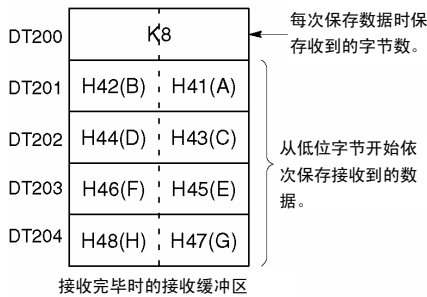 DT200 K8
每次保存数据时保
存收到的字节数。
DT201 H42(B) H41(A)
DT202 H44(D) H43(C)
DT203 H46(F) H45(E)
DT204 H48(H) H47(G)
从低位字节开始依
次保存接收到的数
据。
接收完毕时的接收缓冲区